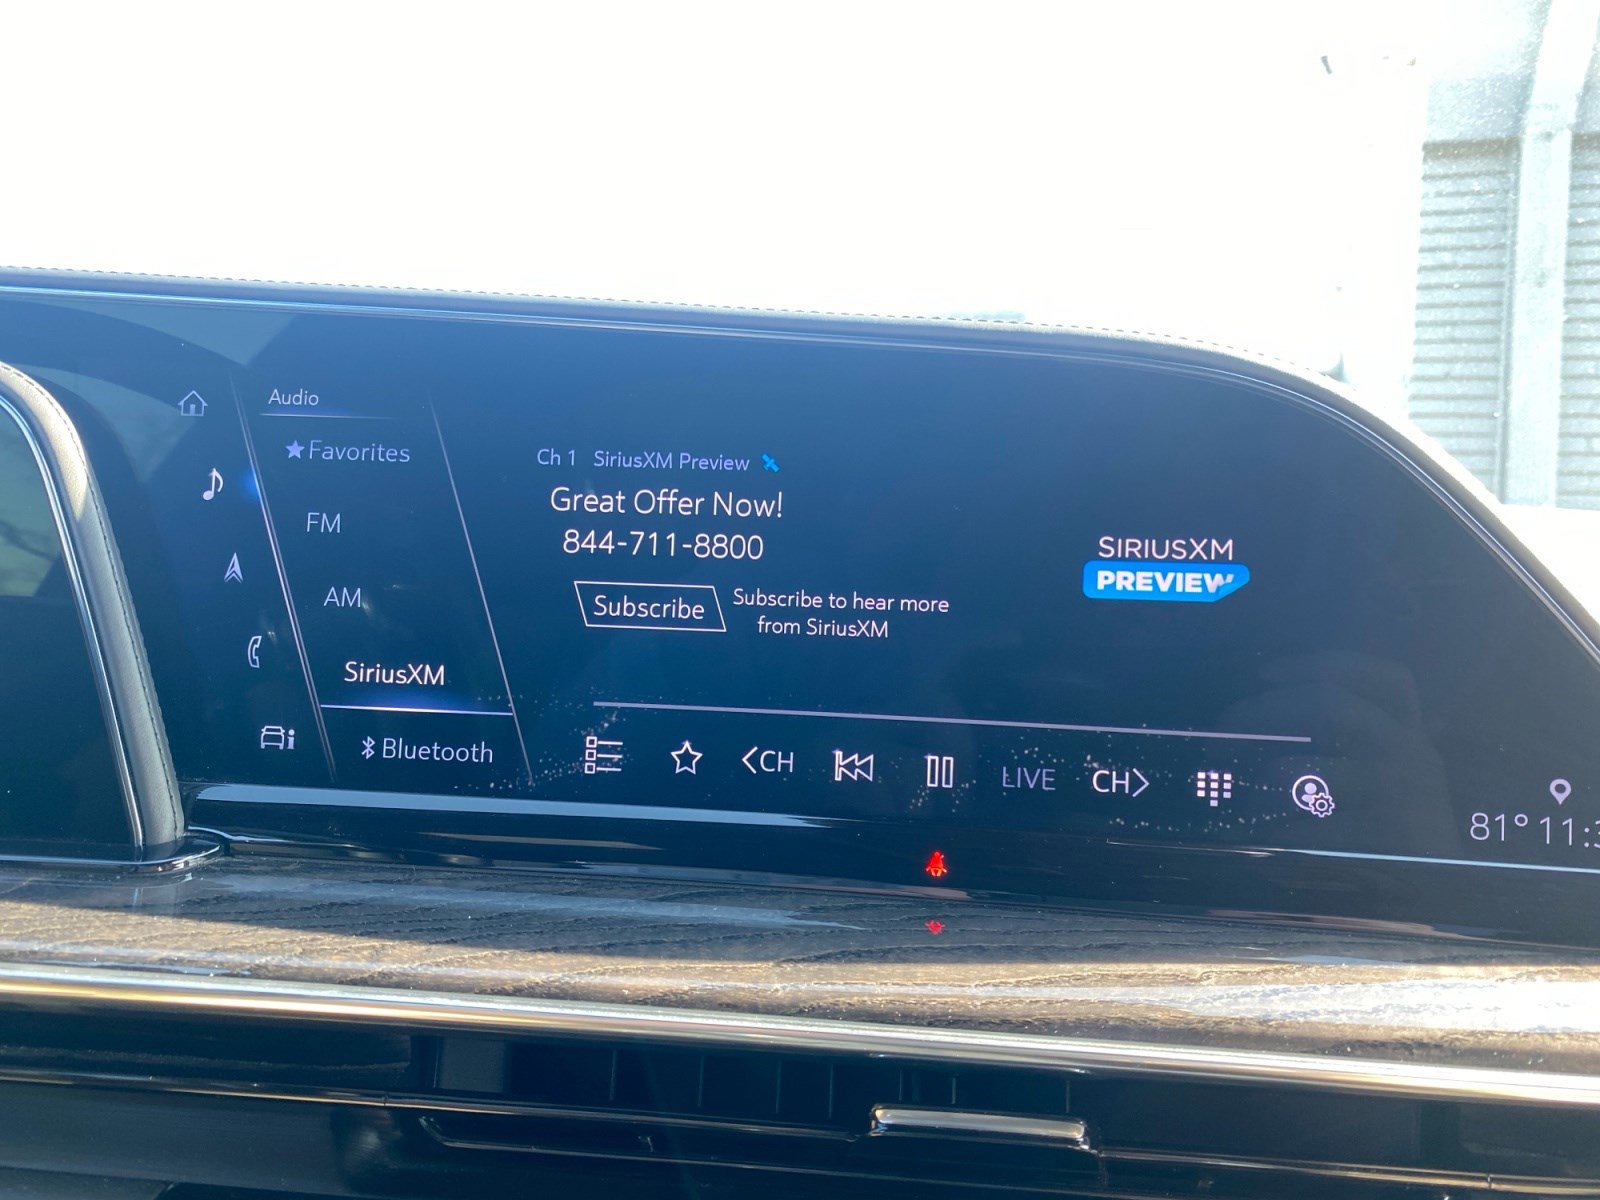 Audio
★Favorites
FM
AM
SiriusXM
Bluetooth
Ch 1 SiriusXM Preview
Great Offer Now!
844-711-8800
Subscribe
Subscribe to hear more
from SiriusXM
SIRIUSXM
PREVIEW
<CH
LIVE
CH>
81° 11: